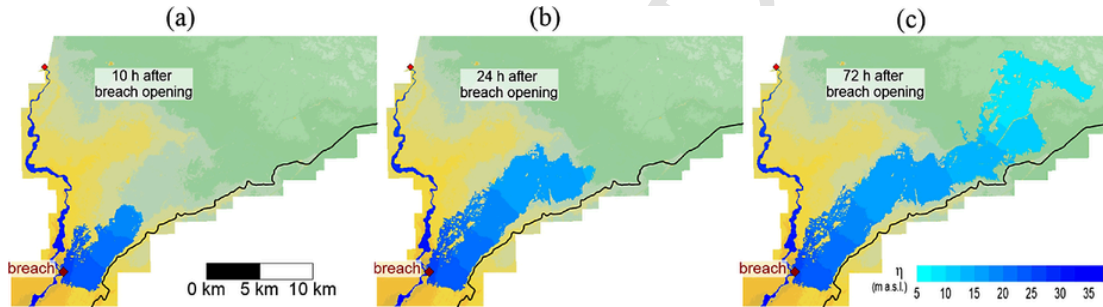 (a)
(b)
(c)
10 h after
breach opening
24 h after
breach opening
72 h after
breach opening
breach
0 km 5 km 10 km
breach
breach
η
(m a.s.l.)
5 10 15 20 25 30 35